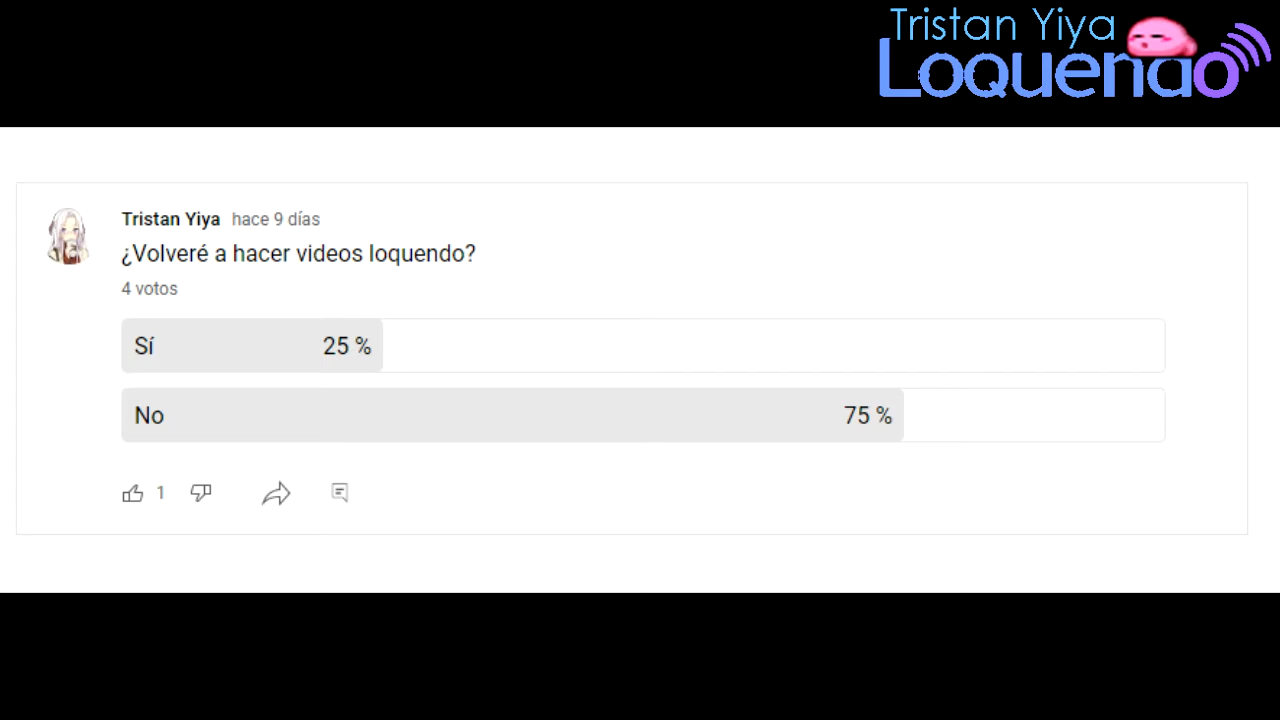 Tristan Yiya
Loquendo
Tristan Yiya hace 9 días
¿Volveré a hacer videos loquendo?
4 votos
Sí 25 %
No 75 %
1